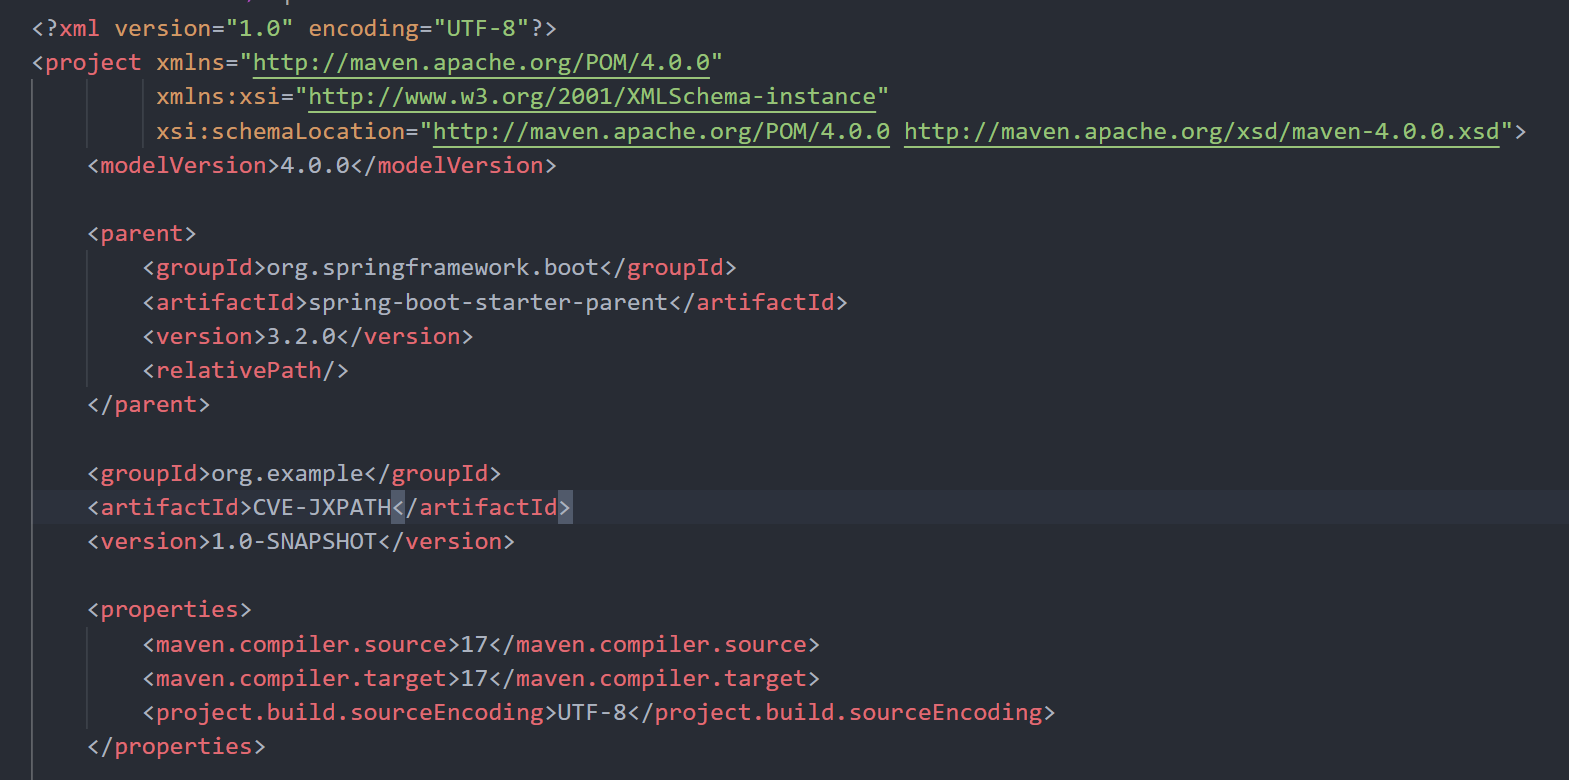 <?xml version="1.0" encoding="UTF-8"?>
<project xmlns="http://maven.apache.org/POM/4.0.0"
xmlns:xsi="http://www.w3.org/2001/XMLSchema-instance"
xsi:schemaLocation="http://maven.apache.org/POM/4.0.0 http://maven.apache.org/xsd/maven-4.0.0.xsd">
<modelVersion>4.0.0</modelVersion>
<parent>
<groupId>org.springframework.boot</groupId>
<artifactId>spring-boot-starter-parent</artifactId>
<version>3.2.0</version>
<relativePath/>
</parent>
<groupId>org.example</groupId>
<artifactId>CVE-JXPATH</artifactId>
<version>1.0-SNAPSHOT</version>
<properties>
<maven.compiler.source>17</maven.compiler.source>
<maven.compiler.target>17</maven.compiler.target>
<project.build.sourceEncoding>UTF-8</project.build.sourceEncoding>
</properties>